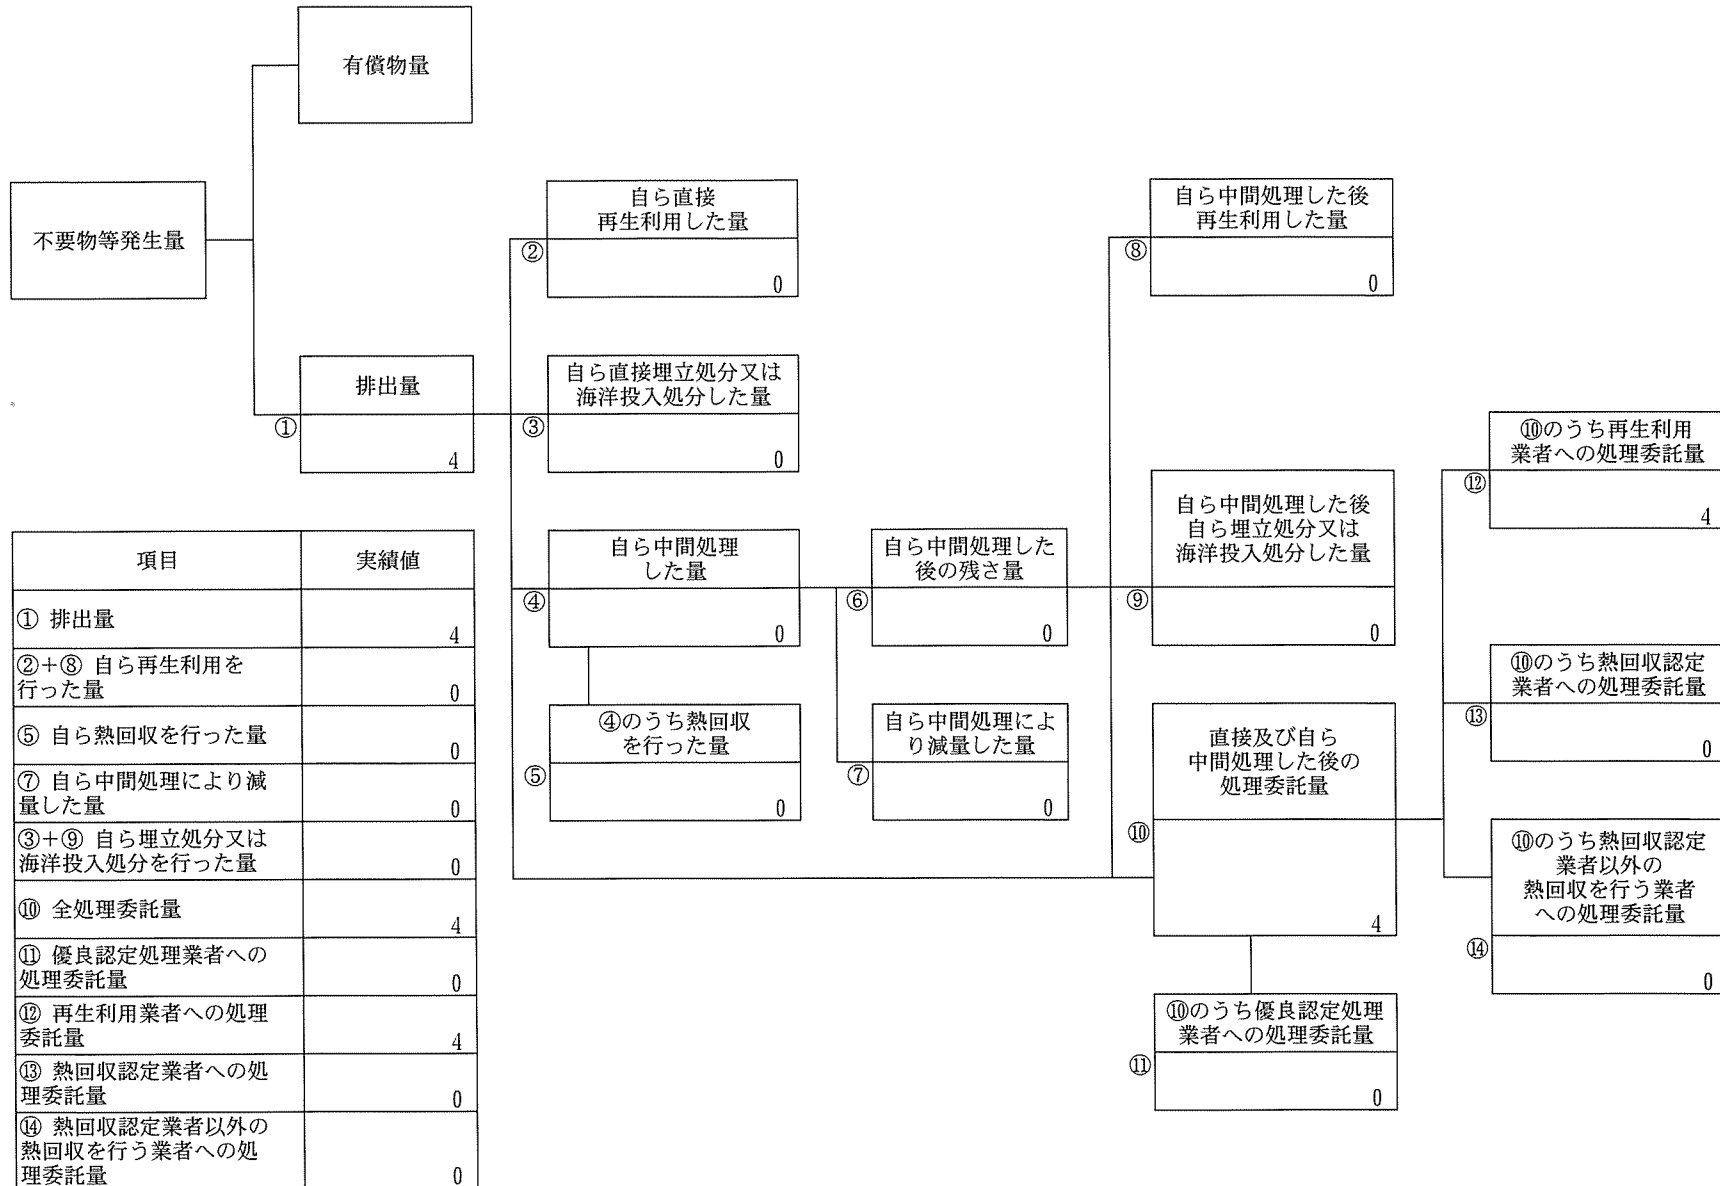 有償物量
不要物等発生量
自ら直接
再生利用した量
②
0
自ら中間処理した後
再生利用した量
⑧
0
排出量
①
4
自ら直接埋立処分又は
海洋投入処分した量
③
0
⑩のうち再生利用
業者への処理委託量
⑫
4
自ら中間処理
した量
④
0
自ら中間処理した
後の残さ量
⑥
0
自ら中間処理した後
自ら埋立処分又は
海洋投入処分した量
⑨
0
⑩のうち熱回収認定
業者への処理委託量
⑬
0
④のうち熱回収
を行った量
⑤
0
自ら中間処理によ
り減量した量
⑦
0
直接及び自ら
中間処理した後の
処理委託量
⑩
4
⑩のうち熱回収認定
業者以外の
熱回収を行う業者
への処理委託量
⑭
0
⑩のうち優良認定処理
業者への処理委託量
⑪
0
項目 実績値
① 排出量
4
②+⑧ 自ら再生利用を
行った量
0
⑤ 自ら熱回収を行った量
0
⑦ 自ら中間処理により減
量した量
0
③+⑨ 自ら埋立処分又は
海洋投入処分を行った量
0
⑩ 全処理委託量
4
⑪ 優良認定処理業者への
処理委託量
0
⑫ 再生利用業者への処理
委託量
4
⑬ 熱回収認定業者への処
理委託量
0
⑭ 熱回収認定業者以外の
熱回収を行う業者への処
理委託量
0